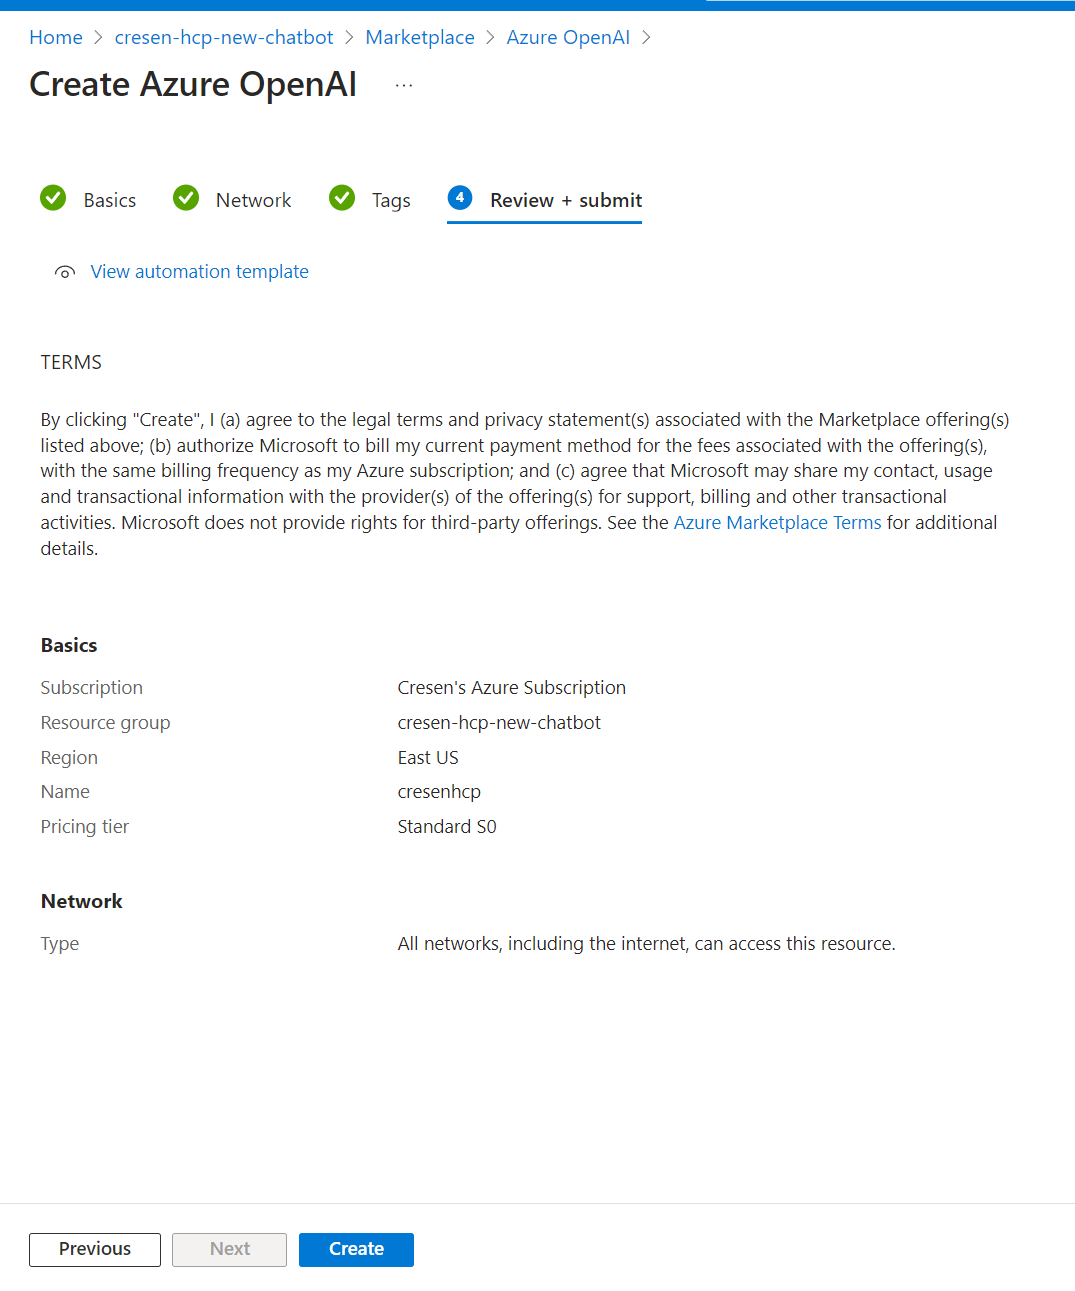 Home > cresen-hcp-new-chatbot > Marketplace > Azure OpenAI >
Create Azure OpenAI ...
Basics Network Tags 4 Review + submit
View automation template
TERMS
By clicking "Create", I (a) agree to the legal terms and privacy statement(s) associated with the Marketplace offering(s)
listed above; (b) authorize Microsoft to bill my current payment method for the fees associated with the offering(s),
with the same billing frequency as my Azure subscription; and (c) agree that Microsoft may share my contact, usage
and transactional information with the provider(s) of the offering(s) for support, billing and other transactional
activities. Microsoft does not provide rights for third-party offerings. See the Azure Marketplace Terms for additional
details.
Basics
Subscription Cresen's Azure Subscription
Resource group cresen-hcp-new-chatbot
Region East US
Name cresenhcp
Pricing tier Standard S0
Network
Type All networks, including the internet, can access this resource.
Previous Next Create